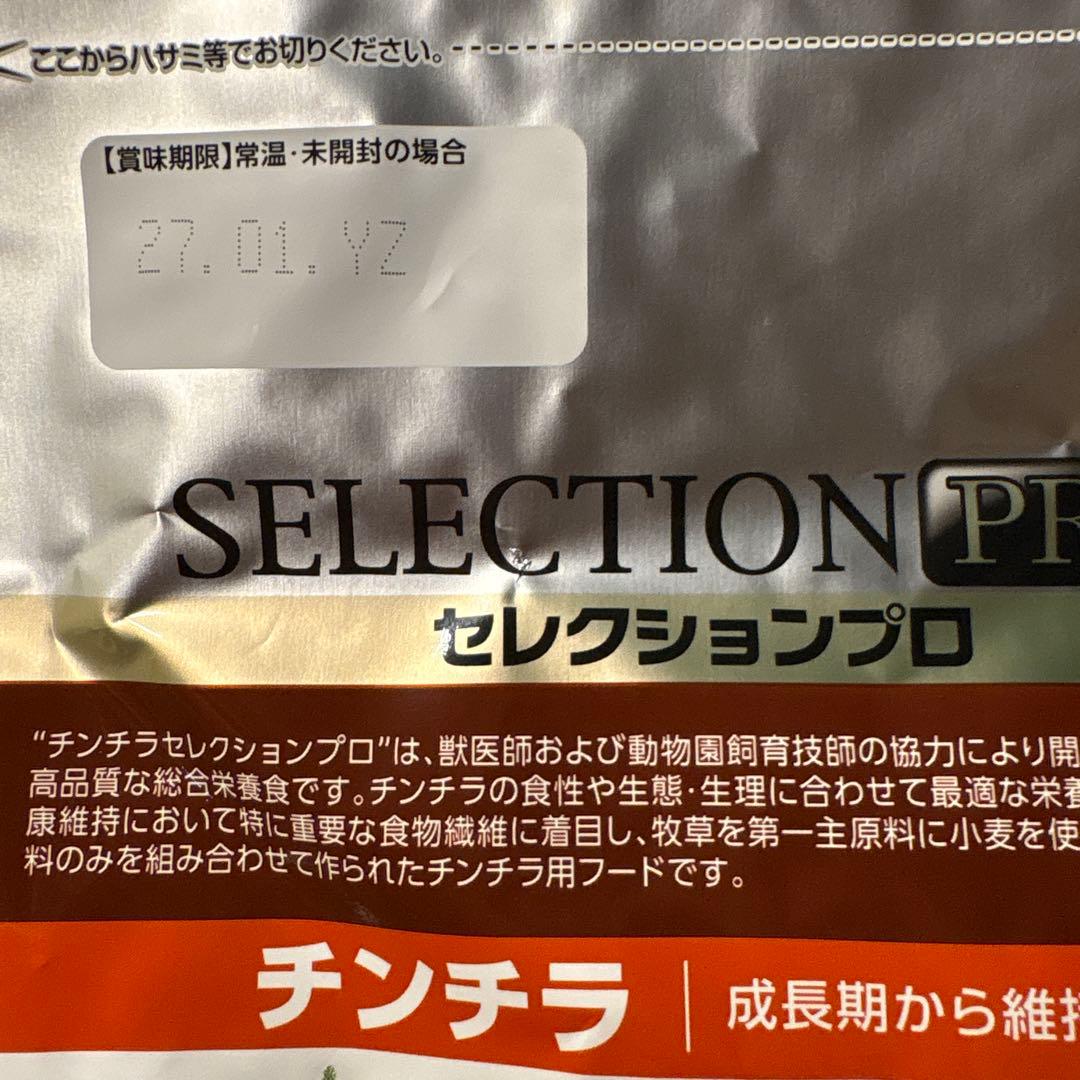 ここからハサミ等でお切りください。
【賞味期限】常温・未開封の場合
27.01.YZ
SELECTION PR
セレクションプロ
“チンチラセレクションプロ”は、獣医師および動物園飼育技師の協力により開
高品質な総合栄養食です。チンチラの食性や生態・生理に合わせて最適な栄養
康維持において特に重要な食物繊維に着目し、牧草を第一主原料に小麦を使
料のみを組み合わせて作られたチンチラ用フードです。
チンチラ 成長期から維持